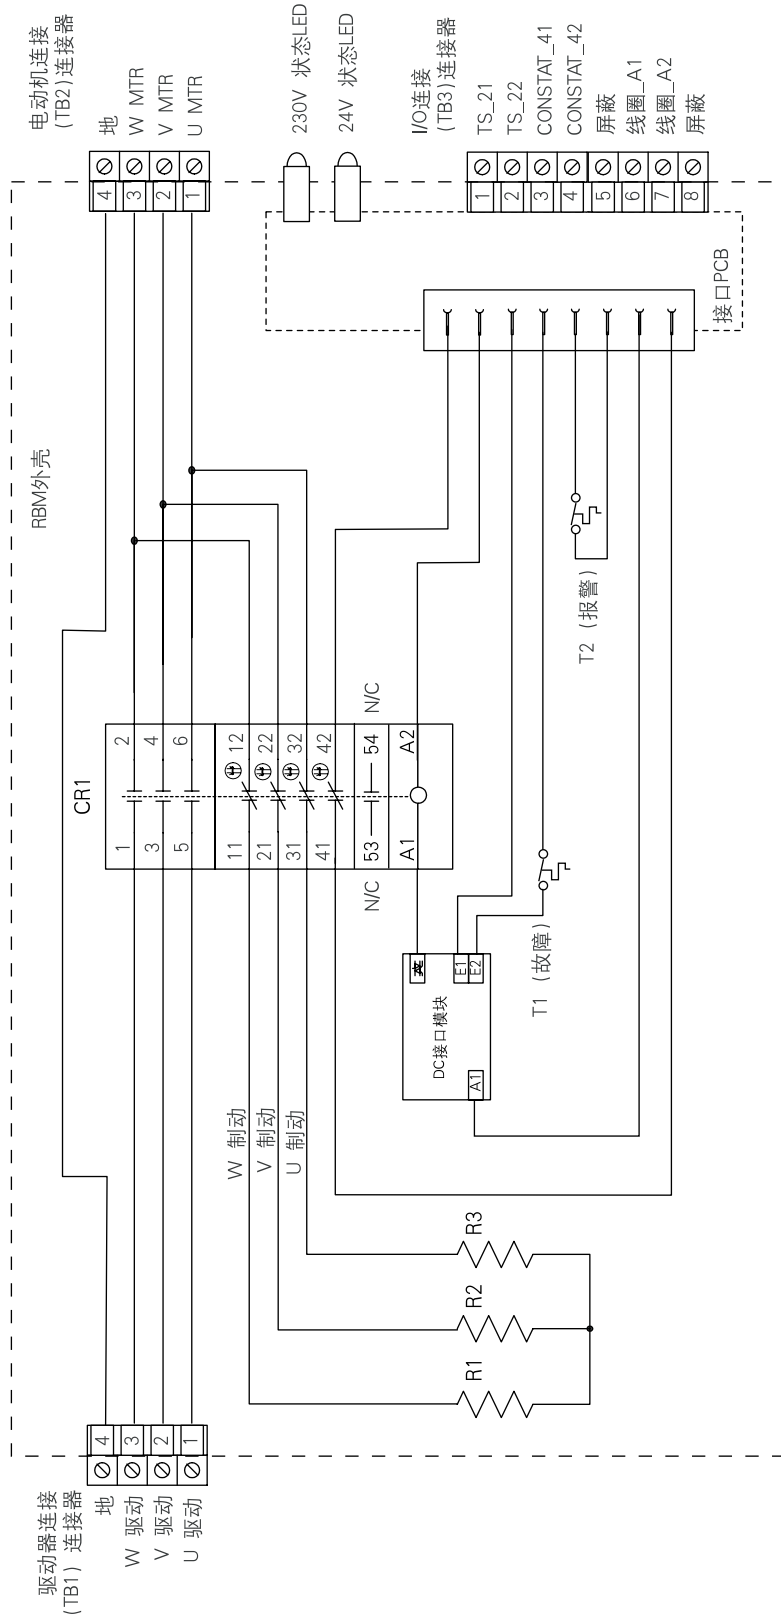 驱动器连接
(TB1) 连接器
地
W 驱动
V 驱动
U 驱动
4
3
2
1
电动机连接
(TB2)连接器
地
W MTR
V MTR
U MTR
4
3
2
1
230V 状态LED
24V 状态LED
I/O连接
(TB3)连接器
TS_21
TS_22
CONSTAT_41
CONSTAT_42
屏蔽
线圈_A1
线圈_A2
屏蔽
1
2
3
4
5
6
7
8
接口PCB
RBM外壳
CR1
1
2
3
4
5
6
11
12
21
22
31
32
41
42
N/C
53
54
N/C
A1
A2
W 制动
V 制动
U 制动
DC接口模块
A1
E1
E2
T1 (故障)
T2 (报警)
R1
R2
R3